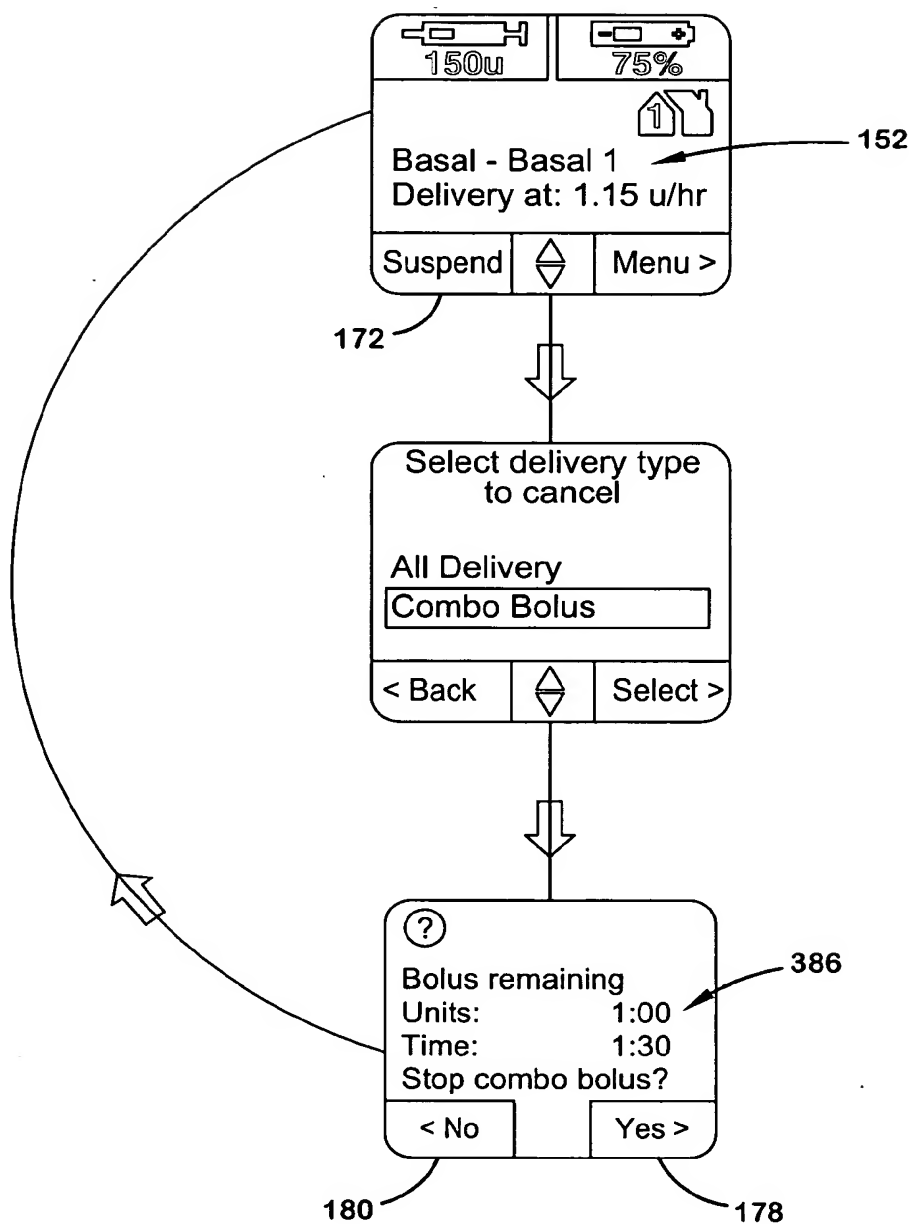 150u 75%
1
Basal - Basal 1
Delivery at: 1.15 u/hr
152
Suspend Menu >
172
Select delivery type
to cancel
All Delivery
Combo Bolus
< Back Select >
?
Bolus remaining
Units: 1:00
386
Time: 1:30
Stop combo bolus?
< No Yes >
180 178